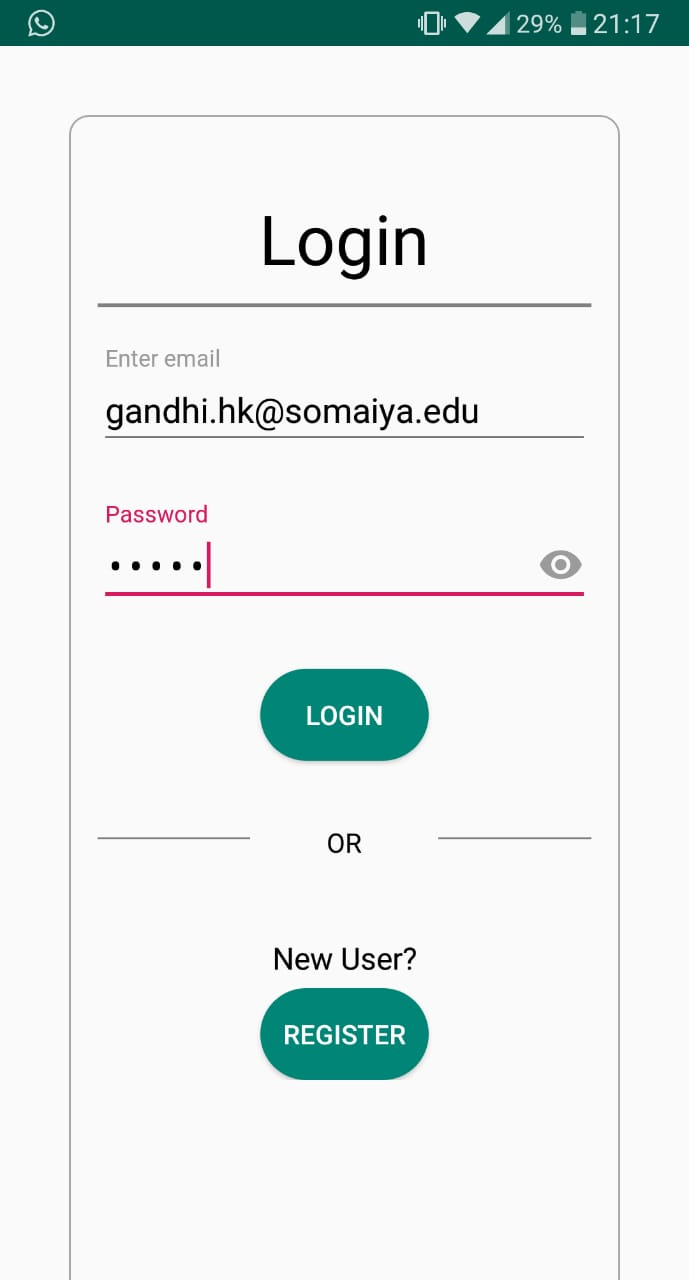 29% 21:17
Login
Enter email
gandhi.hk@somaiya.edu
Password
•••••
LOGIN
OR
New User?
REGISTER